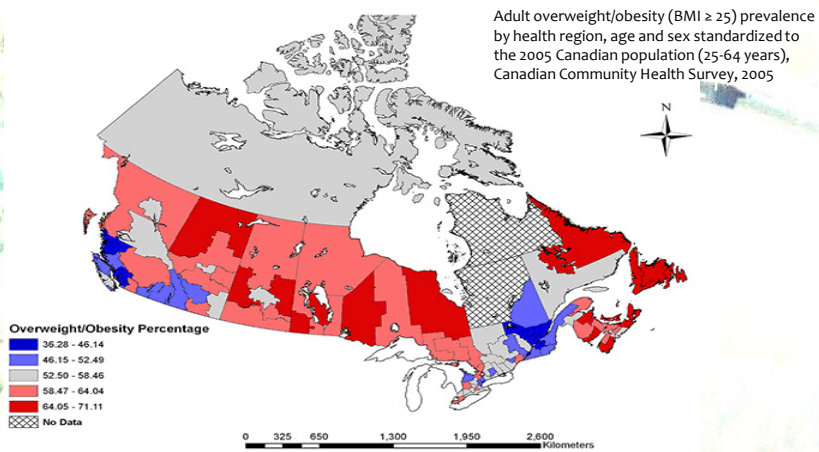 Adult overweight/obesity (BMI ≥ 25) prevalence
by health region, age and sex standardized to
the 2005 Canadian population (25-64 years),
Canadian Community Health Survey, 2005
N
Overweight/Obesity Percentage
36.28 - 46.14
46.15 - 52.49
52.50 - 58.46
58.47 - 64.04
64.05 - 71.11
No Data
0 325 650 1,300 1,950 2,600
Kilometers